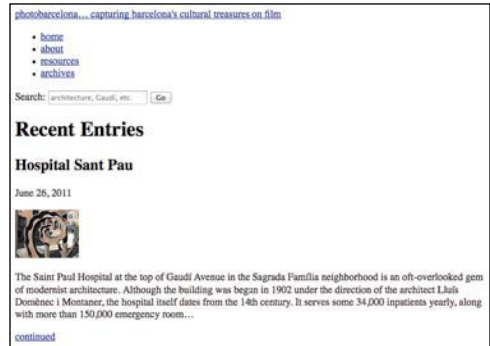 photobarcelona… capturing barcelona's cultural treasures on film
home
about
resources
archives
Search: architecture, Gaudí, etc. Go
Recent Entries
Hospital Sant Pau
June 26, 2011
The Saint Paul Hospital at the top of Gaudí Avenue in the Sagrada Família neighborhood is an oft-overlooked gem
of modernist architecture. Although the building was begun in 1902 under the direction of the architect Lluís
Domènec i Montaner, the hospital itself dates from the 14th century. It serves some 34,000 inpatients yearly, along
with more than 150,000 emergency room…
continued